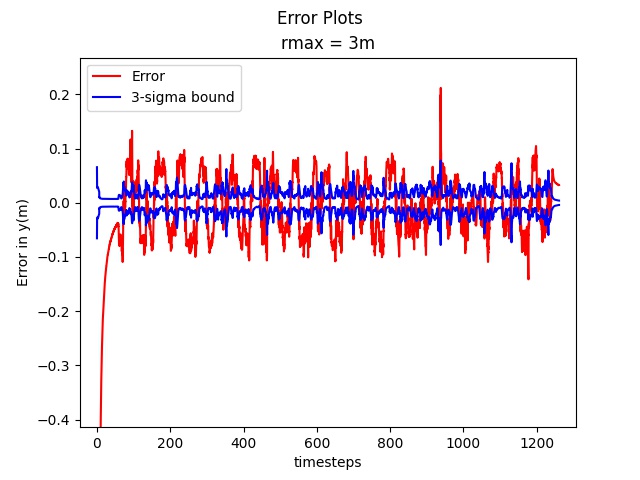 Error Plots
rmax = 3m
Error
3-sigma bound
0.2
0.1
0.0
−0.1
−0.2
−0.3
−0.4
Error in y(m)
0
200
400
600
800
1000
1200
timesteps